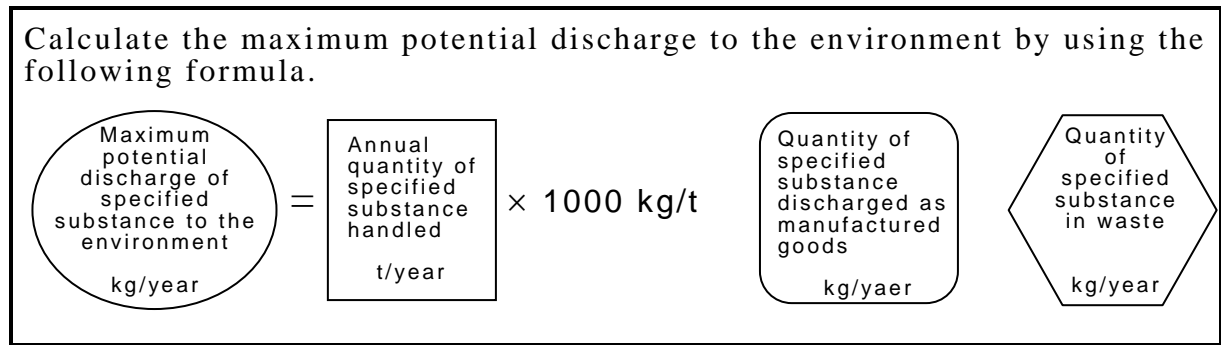 Calculate the maximum potential discharge to the environment by using the
following formula.
Maximum
potential
discharge of
specified
substance to the
environment
kg/year
=
Annual
quantity of
specified
substance
handled
t/year
× 1000 kg/t
Quantity of
specified
substance
discharged as
manufactured
goods
kg/yaer
Quantity
of
specified
substance
in waste
kg/year